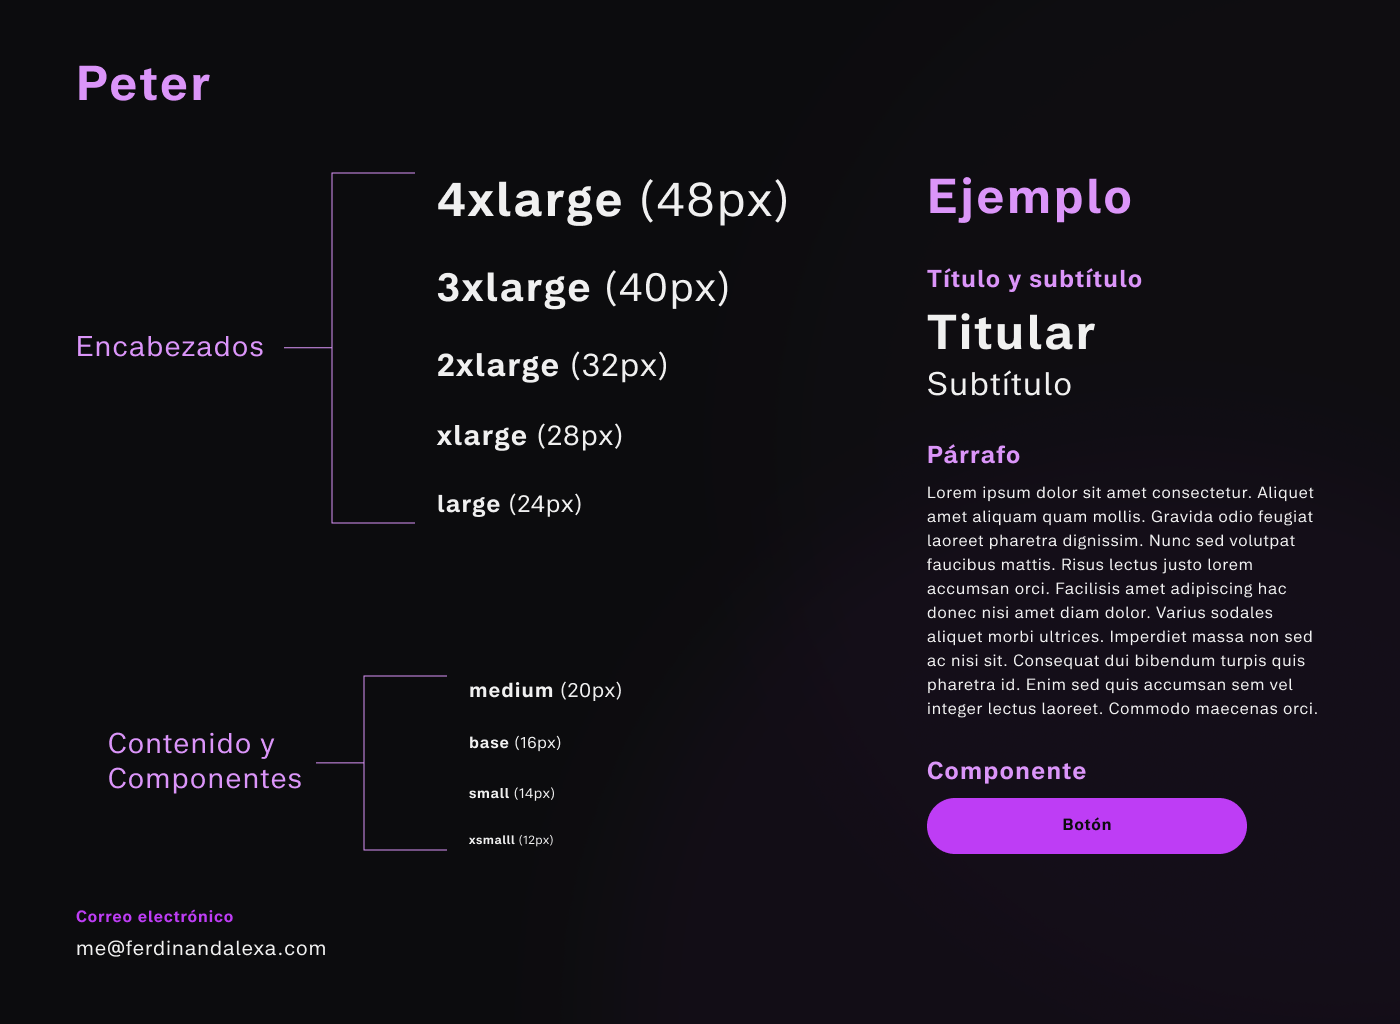 Peter
Encabezados
4xlarge (48px)
3xlarge (40px)
2xlarge (32px)
xlarge (28px)
large (24px)
Contenido y
Componentes
medium (20px)
base (16px)
small (14px)
xsmalll (12px)
Correo electrónico
me@ferdinandalexa.com
Ejemplo
Título y subtítulo
Titular
Subtítulo
Párrafo
Lorem ipsum dolor sit amet consectetur. Aliquet
amet aliquam quam mollis. Gravida odio feugiat
laoreet pharetra dignissim. Nunc sed volutpat
faucibus mattis. Risus lectus justo lorem
accumsan orci. Facilisis amet adipiscing hac
donec nisi amet diam dolor. Varius sodales
aliquet morbi ultrices. Imperdiet massa non sed
ac nisi sit. Consequat dui bibendum turpis quis
pharetra id. Enim sed quis accumsan sem vel
integer lectus laoreet. Commodo maecenas orci.
Componente
Botón